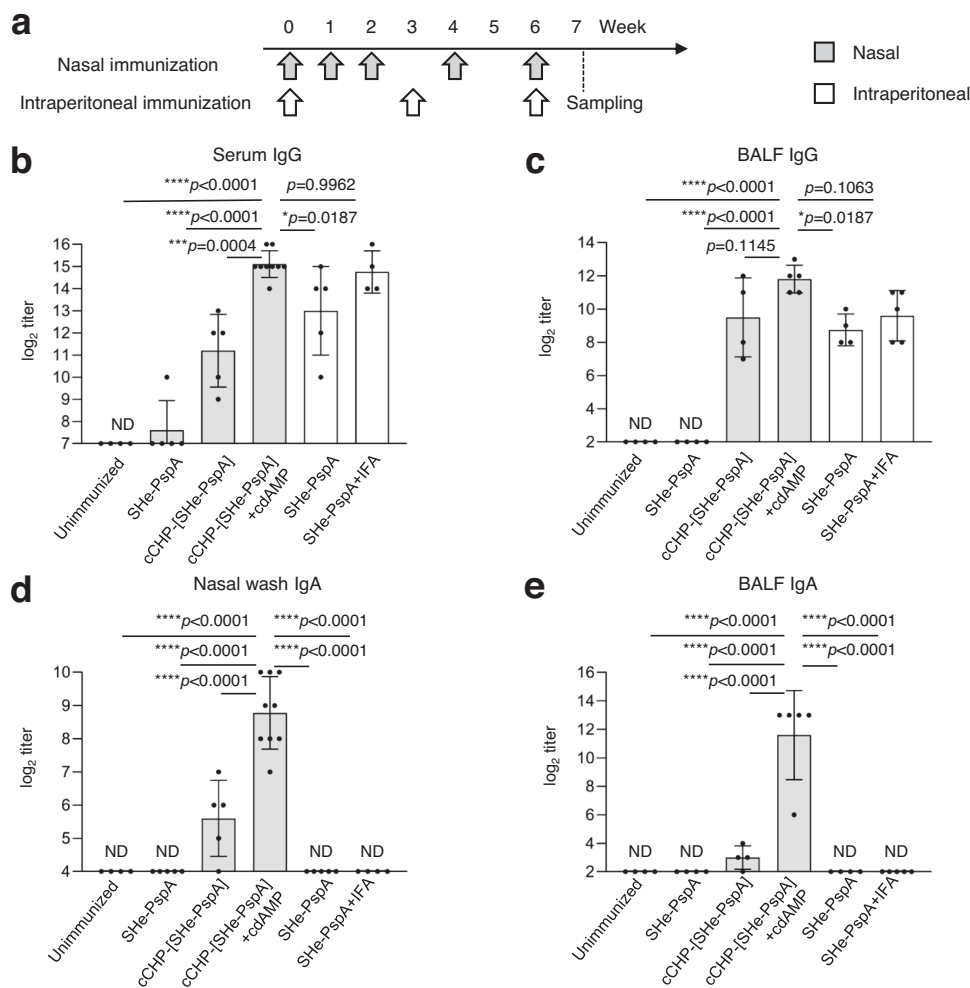 a
0 1 2 3 4 5 6 7 Week
Nasal immunization
Intraperitoneal immunization
Sampling
Nasal
Intraperitoneal
b
Serum IgG
****p<0.0001
p=0.9962
****p<0.0001
*p=0.0187
***p=0.0004
16
15
14
13
12
11
10
9
8
7
log2 titer
ND
Unimmunized
SHe-PspA
cCHP-[SHe-PspA]
cCHP-[SHe-PspA]
+cdAMP
SHe-PspA
SHe-PspA+IFA
c
BALF IgG
****p<0.0001
p=0.1063
****p<0.0001
*p=0.0187
p=0.1145
14
12
10
8
6
4
2
log2 titer
ND ND
Unimmunized
SHe-PspA
cCHP-[SHe-PspA]
cCHP-[SHe-PspA]
+cdAMP
SHe-PspA
SHe-PspA+IFA
d
Nasal wash IgA
****p<0.0001
****p<0.0001
****p<0.0001
****p<0.0001
****p<0.0001
10
9
8
7
6
5
4
log2 titer
ND ND ND ND
Unimmunized
SHe-PspA
cCHP-[SHe-PspA]
cCHP-[SHe-PspA]
+cdAMP
SHe-PspA
SHe-PspA+IFA
e
BALF IgA
****p<0.0001
****p<0.0001
****p<0.0001
****p<0.0001
****p<0.0001
16
14
12
10
8
6
4
2
log2 titer
ND ND ND ND
Unimmunized
SHe-PspA
cCHP-[SHe-PspA]
cCHP-[SHe-PspA]
+cdAMP
SHe-PspA
SHe-PspA+IFA